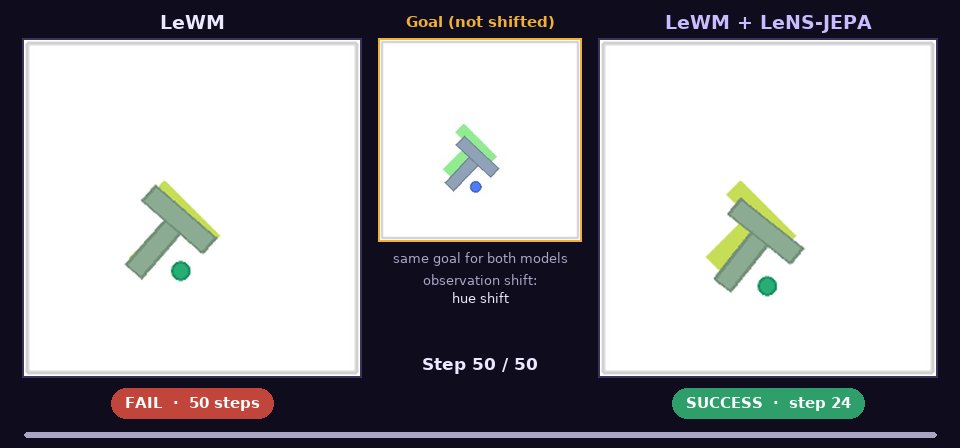 LeWM
Goal (not shifted)
LeWM + LeNS-JEPA
same goal for both models
observation shift:
hue shift
Step 50 / 50
FAIL · 50 steps
SUCCESS · step 24